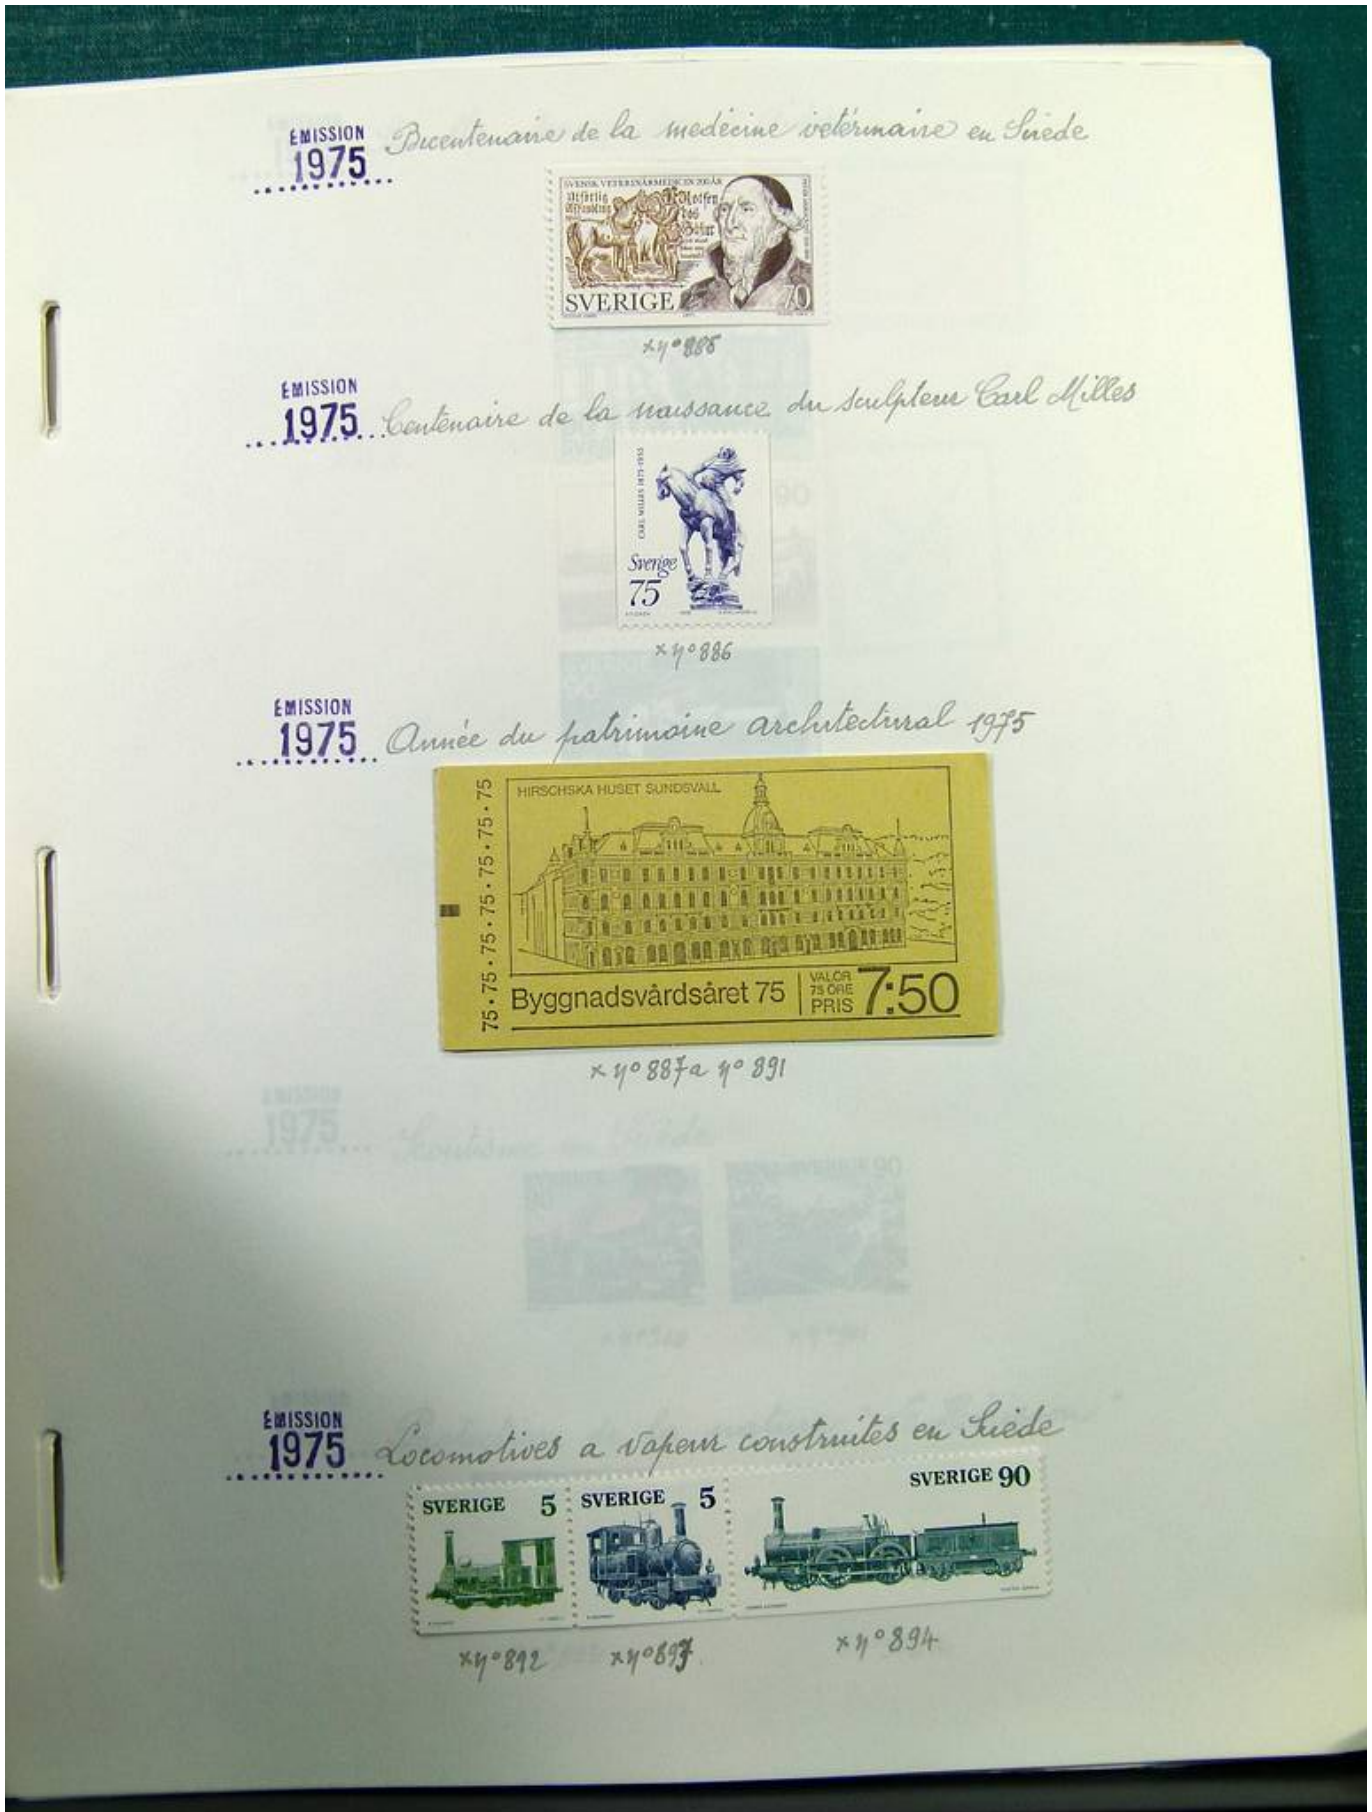 ÉMISSION
1975
Bicentenaire de la medécine vetérinaire en Suède
SVENSK VETERINÄRMEDICIN 200 ÅR
SVERIGE
70
x n° 885
ÉMISSION
1975
Centenaire de la naissance du sculpteur Carl Milles
CARL MILLES 1875-1955
Sverige
75
x n° 886
ÉMISSION
1975
Année du patrimoine architectural 1975
75·75·75·75·75·75·75
HIRSCHSKA HUSET SUNDSVALL
Byggnadsvårdsåret 75
VALÖR
75 ÖRE
PRIS
7:50
x n° 887 a n° 891
ÉMISSION
1975
Locomotives a vapeur construites en Suède
SVERIGE 5
SVERIGE 5
SVERIGE 90
x n° 892
x n° 893
x n° 894